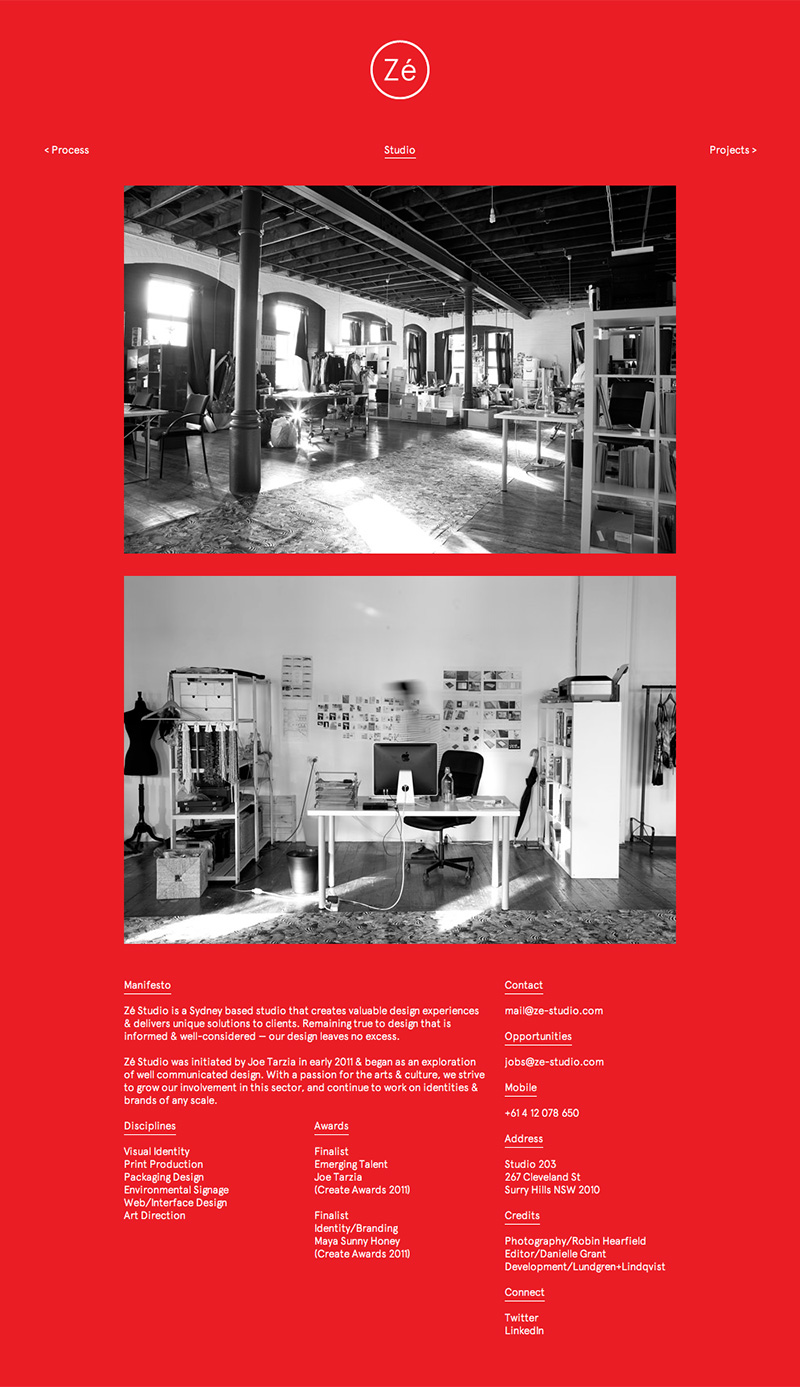 Zé
< Process
Studio
Projects >
Manifesto
Zé Studio is a Sydney based studio that creates valuable design experiences
& delivers unique solutions to clients. Remaining true to design that is
informed & well-considered — our design leaves no excess.
Zé Studio was initiated by Joe Tarzia in early 2011 & began as an exploration
of well communicated design. With a passion for the arts & culture, we strive
to grow our involvement in this sector, and continue to work on identities &
brands of any scale.
Disciplines
Visual Identity
Print Production
Packaging Design
Environmental Signage
Web/Interface Design
Art Direction
Awards
Finalist
Emerging Talent
Joe Tarzia
(Create Awards 2011)
Finalist
Identity/Branding
Maya Sunny Honey
(Create Awards 2011)
Contact
mail@ze-studio.com
Opportunities
jobs@ze-studio.com
Mobile
+61 4 12 078 650
Address
Studio 203
267 Cleveland St
Surry Hills NSW 2010
Credits
Photography/Robin Hearfield
Editor/Danielle Grant
Development/Lundgren+Lindqvist
Connect
Twitter
LinkedIn